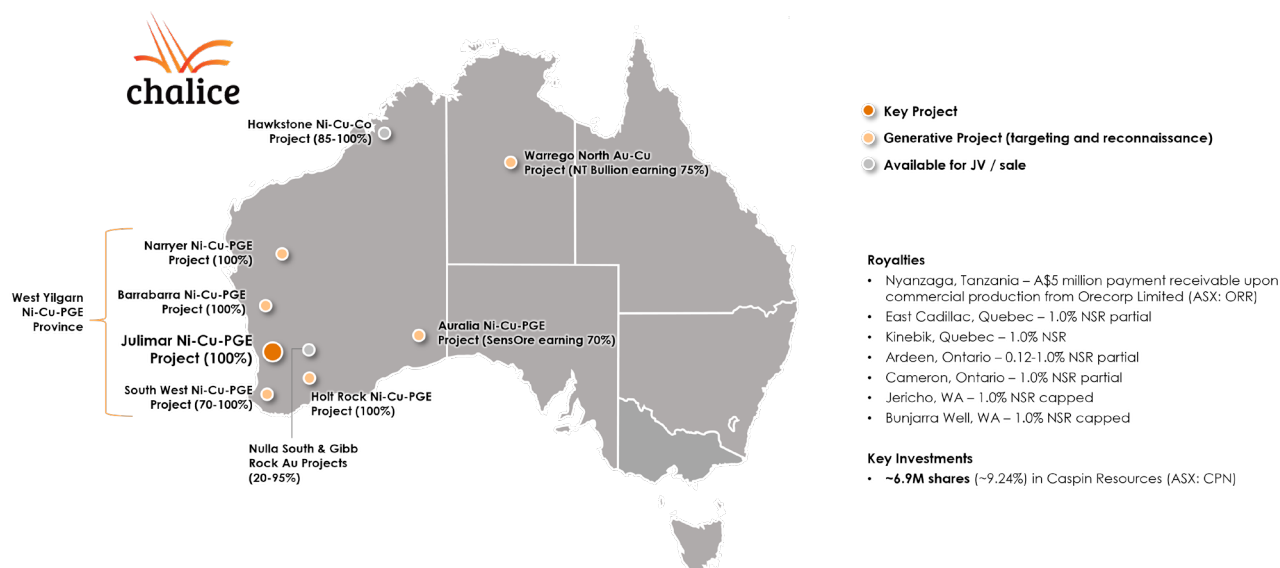 chalice
Hawkstone Ni-Cu-Co
Project (85-100%)
Warrego North Au-Cu
Project (NT Bullion earning 75%)
Narryer Ni-Cu-PGE
Project (100%)
West Yilgarn
Ni-Cu-PGE
Province
Barrabarra Ni-Cu-PGE
Project (100%)
Julimar Ni-Cu-PGE
Project (100%)
South West Ni-Cu-PGE
Project (70-100%)
Auralia Ni-Cu-PGE
Project (SensOre earning 70%)
Holt Rock Ni-Cu-PGE
Project (100%)
Nulla South & Gibb
Rock Au Projects
(20-95%)
Key Project
Generative Project (targeting and reconnaissance)
Available for JV / sale
Royalties
• Nyanzaga, Tanzania – A$5 million payment receivable upon
commercial production from Orecorp Limited (ASX: ORR)
• East Cadillac, Quebec – 1.0% NSR partial
• Kinebik, Quebec – 1.0% NSR
• Ardeen, Ontario – 0.12-1.0% NSR partial
• Cameron, Ontario – 1.0% NSR partial
• Jericho, WA – 1.0% NSR capped
• Bunjarra Well, WA – 1.0% NSR capped
Key Investments
• ~6.9M shares (~9.24%) in Caspin Resources (ASX: CPN)